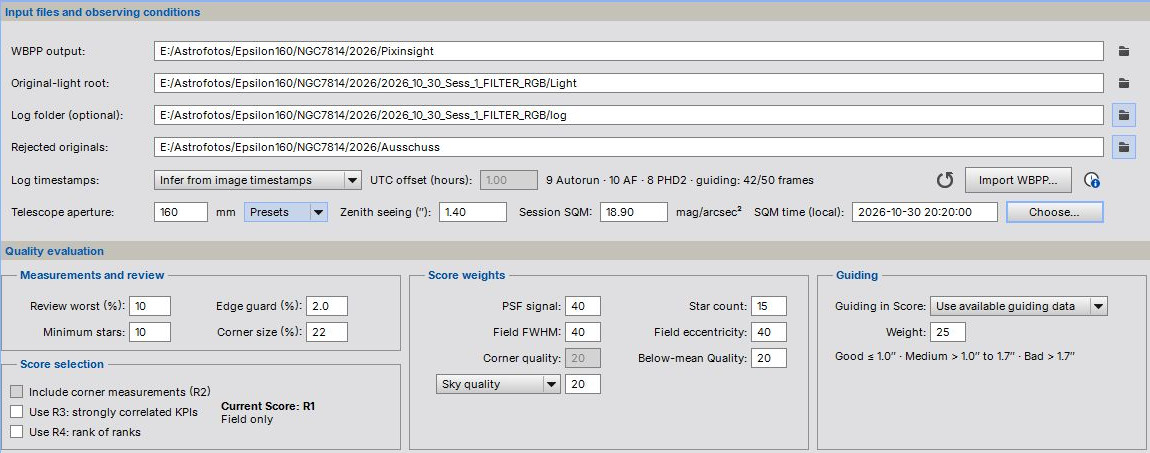 Input files and observing conditions
WBPP output: E:/Astrofotos/Epsilon160/NGC7814/2026/Pixinsight
Original-light root: E:/Astrofotos/Epsilon160/NGC7814/2026/2026_10_30_Sess_1_FILTER_RGB/Light
Log folder (optional): E:/Astrofotos/Epsilon160/NGC7814/2026/2026_10_30_Sess_1_FILTER_RGB/log
Rejected originals: E:/Astrofotos/Epsilon160/NGC7814/2026/Ausschuss
Log timestamps: Infer from image timestamps UTC offset (hours): 1.00 9 Autorun · 10 AF · 8 PHD2 · guiding: 42/50 frames Import WBPP...
Telescope aperture: 160 mm Presets Zenith seeing ("): 1.40 Session SQM: 18.90 mag/arcsec² SQM time (local): 2026-10-30 20:20:00 Choose...
Quality evaluation
Measurements and review
Review worst (%): 10 Edge guard (%): 2.0
Minimum stars: 10 Corner size (%): 22
Score selection
Include corner measurements (R2)
Use R3: strongly correlated KPIs
Use R4: rank of ranks
Current Score: R1
Field only
Score weights
PSF signal: 40 Star count: 15
Field FWHM: 40 Field eccentricity: 40
Corner quality: 20 Below-mean Quality: 20
Sky quality 20
Guiding
Guiding in Score: Use available guiding data
Weight: 25
Good ≤ 1.0″ · Medium > 1.0″ to 1.7″ · Bad > 1.7″